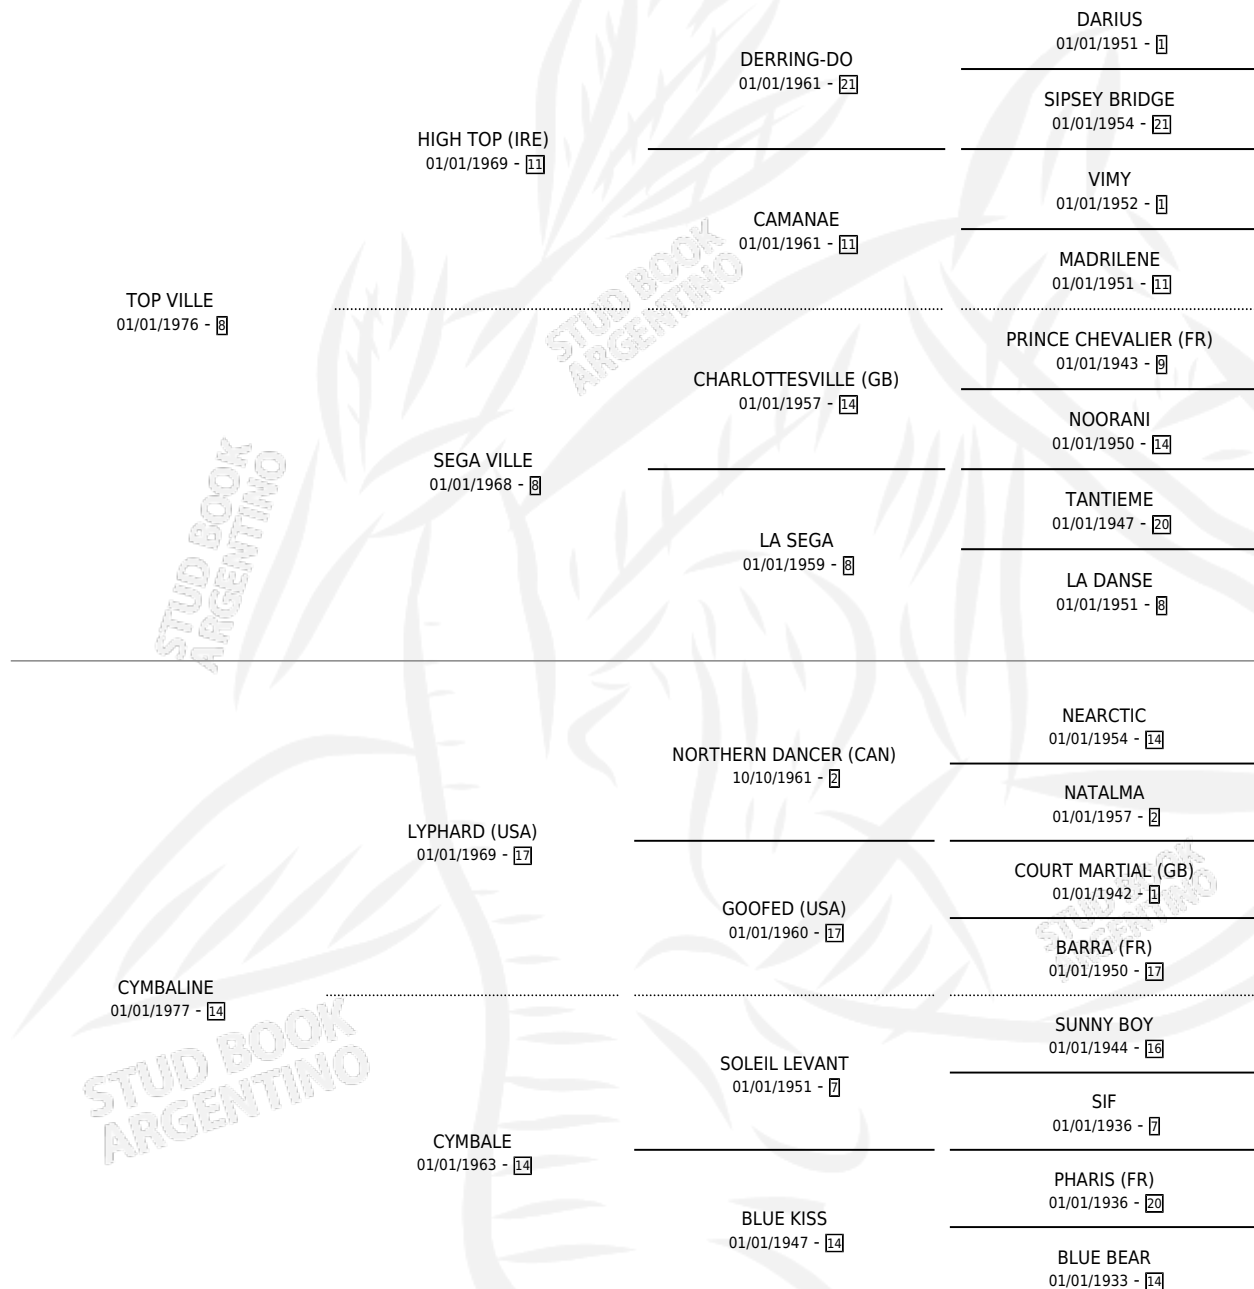 DARIUS
01/01/1951 - 1
DERRING-DO
01/01/1961 - 21
SIPSEY BRIDGE
01/01/1954 - 21
HIGH TOP (IRE)
01/01/1969 - 11
VIMY
01/01/1952 - 1
CAMANAE
01/01/1961 - 11
MADRILENE
01/01/1951 - 11
TOP VILLE
01/01/1976 - 8
PRINCE CHEVALIER (FR)
01/01/1943 - 9
CHARLOTTESVILLE (GB)
01/01/1957 - 14
NOORANI
01/01/1950 - 14
SEGA VILLE
01/01/1968 - 8
TANTIEME
01/01/1947 - 20
LA SEGA
01/01/1959 - 8
LA DANSE
01/01/1951 - 8
NEARCTIC
01/01/1954 - 14
NORTHERN DANCER (CAN)
10/10/1961 - 2
NATALMA
01/01/1957 - 2
LYPHARD (USA)
01/01/1969 - 17
COURT MARTIAL (GB)
01/01/1942 - 1
GOOFED (USA)
01/01/1960 - 17
BARRA (FR)
01/01/1950 - 17
CYMBALINE
01/01/1977 - 14
SUNNY BOY
01/01/1944 - 16
SOLEIL LEVANT
01/01/1951 - 7
SIF
01/01/1936 - 7
CYMBALE
01/01/1963 - 14
PHARIS (FR)
01/01/1936 - 20
BLUE KISS
01/01/1947 - 14
BLUE BEAR
01/01/1933 - 14
STUD BOOK
ARGENTINO
STUD BOOK
ARGENTINO
STUD BOOK
ARGENTINO
STUD BOOK
ARGENTINO